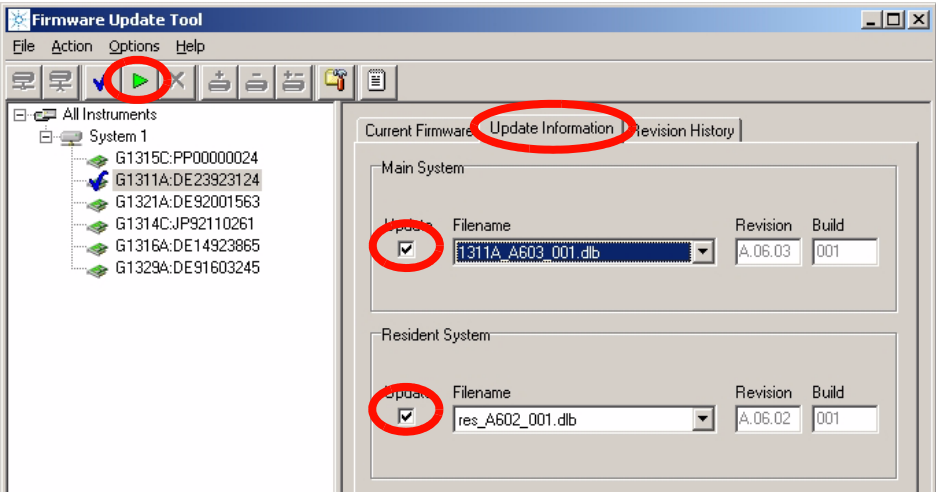 Firmware Update Tool
File Action Options Help
All Instruments
System 1
G1315C:PP00000024
G1311A:DE23923124
G1321A:DE92001563
G1314C:JP92110261
G1316A:DE14923865
G1329A:DE91603245
Current Firmware Update Information Revision History
Main System
Update Filename Revision Build
1311A_A603_001.dlb A.06.03 001
Resident System
Update Filename Revision Build
res_A602_001.dlb A.06.02 001